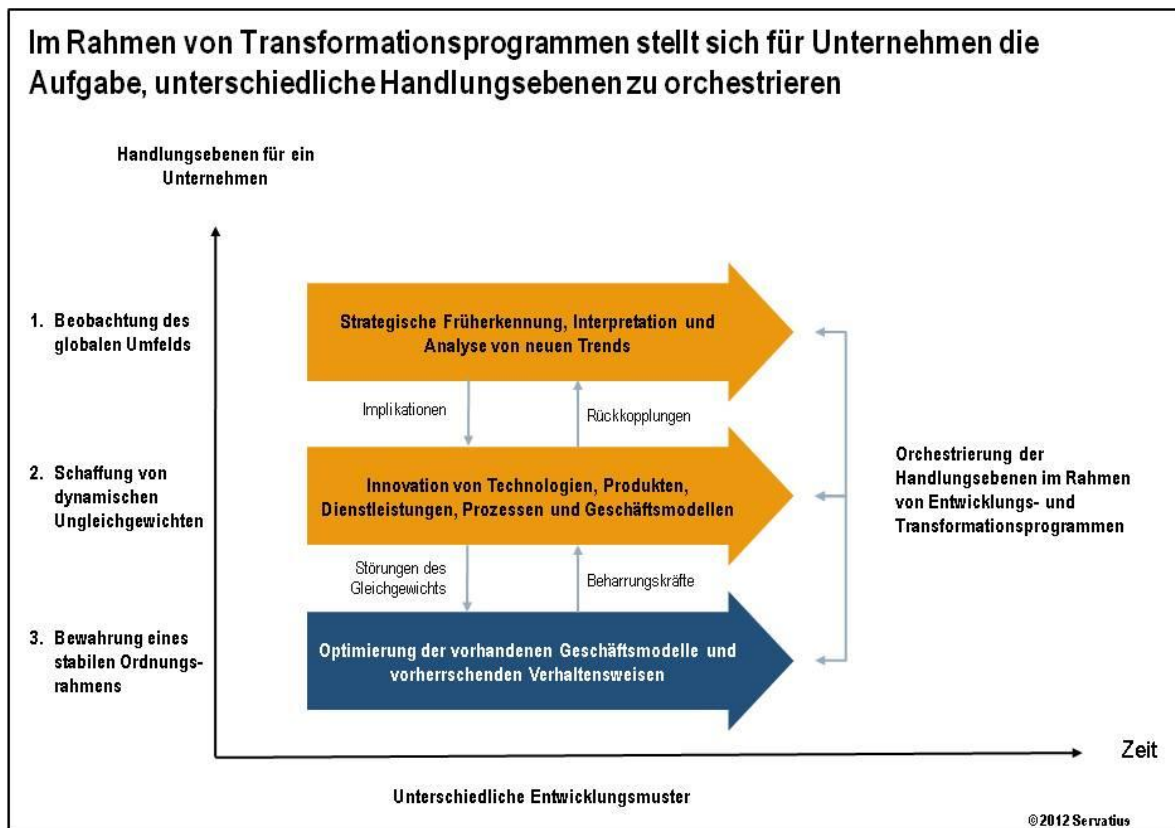 Im Rahmen von Transformationsprogrammen stellt sich für Unternehmen die
Aufgabe, unterschiedliche Handlungsebenen zu orchestrieren
Handlungsebenen für ein
Unternehmen
1. Beobachtung des
globalen Umfelds
Strategische Früherkennung, Interpretation und
Analyse von neuen Trends
Implikationen
Rückkopplungen
2. Schaffung von
dynamischen
Ungleichgewichten
Innovation von Technologien, Produkten,
Dienstleistungen, Prozessen und Geschäftsmodellen
Orchestrierung der
Handlungsebenen im Rahmen
von Entwicklungs- und
Transformationsprogrammen
Störungen des
Gleichgewichts
Beharrungskräfte
3. Bewahrung eines
stabilen Ordnungs-
rahmens
Optimierung der vorhandenen Geschäftsmodelle und
vorherrschenden Verhaltensweisen
Zeit
Unterschiedliche Entwicklungsmuster
©2012 Servatius